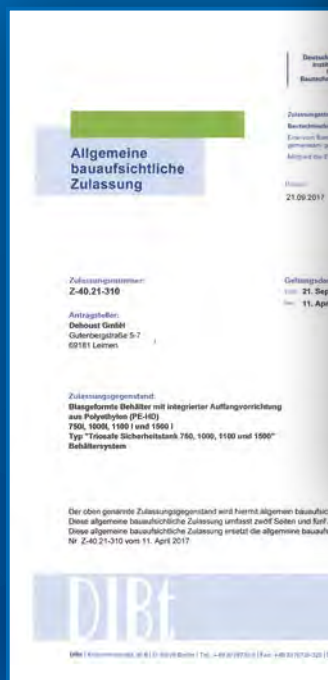 Allgemeine
bauaufsichtliche
Zulassung
21.09.2017
Zulassungsnummer:
Z-40.21-310
Geltungsda
21. Sep
11. Apr
Antragsteller:
Dehoust GmbH
Gutenbergstraße 5-7
69181 Leimen
Zulassungsgegenstand:
Blasgeformte Behälter mit integrierter Auffangvorrichtung
aus Polyethylen (PE-HD)
750l, 1000l, 1100 l und 1500 l
Typ "Triosafe Sicherheitstank 750, 1000, 1100 und 1500"
Behältersystem
Der oben genannte Zulassungsgegenstand wird hiermit allgemein bauaufsic
Diese allgemeine bauaufsichtliche Zulassung umfasst zwölf Seiten und fünf
Diese allgemeine bauaufsichtliche Zulassung ersetzt die allgemeine bauaufs
Nr. Z-40.21-310 vom 11. April 2017
DIBt